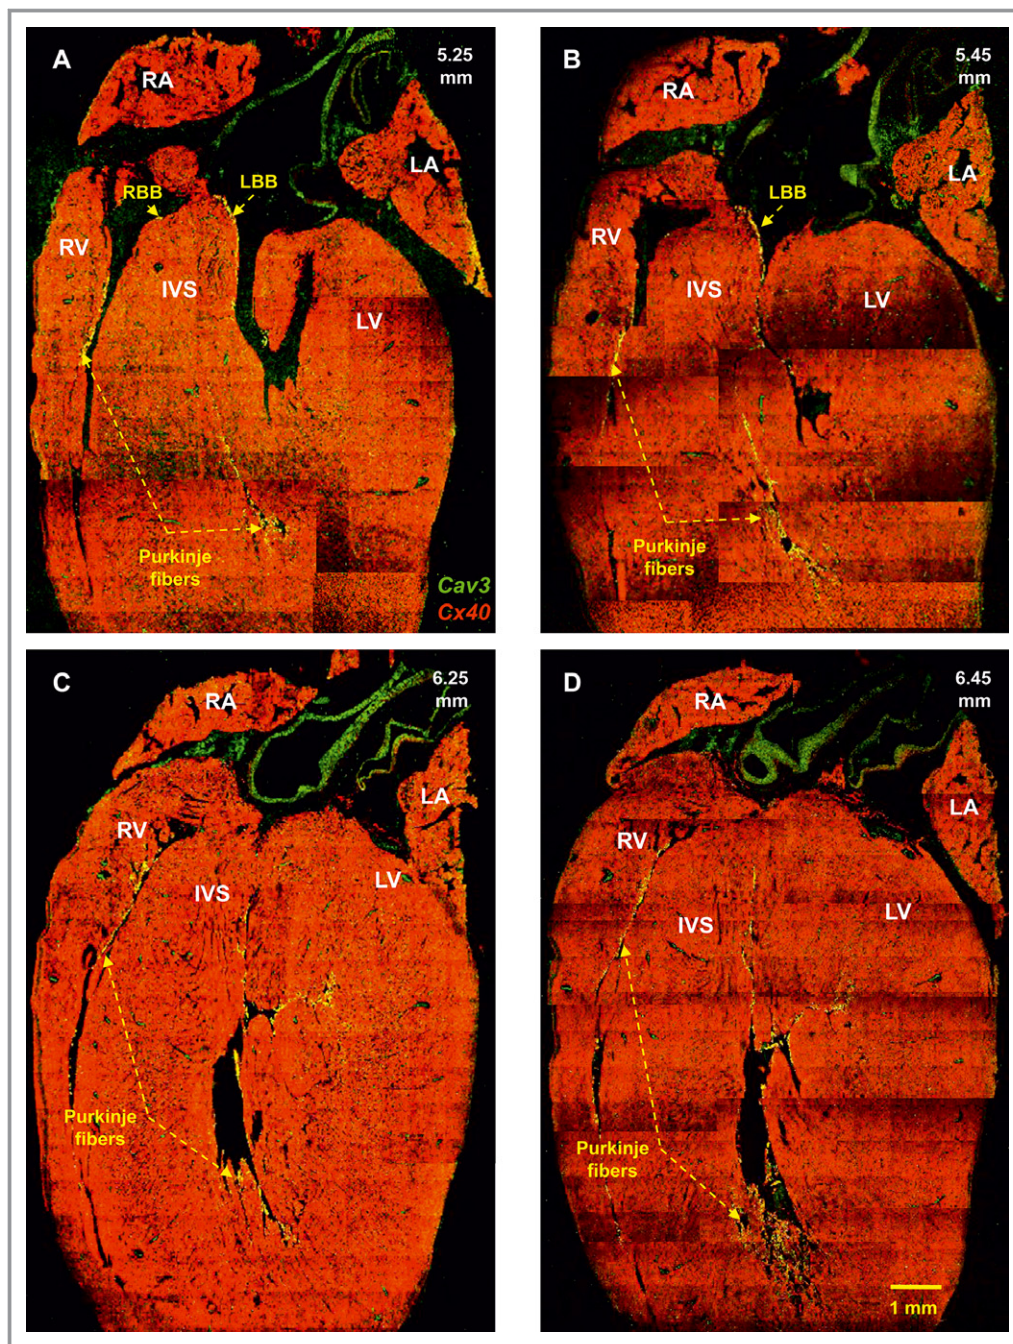 A
5.25
mm
RA
LA
RBB
LBB
RV
IVS
LV
Purkinje
fibers
Cav3
Cx40
B
5.45
mm
RA
LA
LBB
RV
IVS
LV
Purkinje
fibers
C
6.25
mm
RA
LA
RV
LV
IVS
Purkinje
fibers
D
6.45
mm
RA
LA
RV
IVS
LV
Purkinje
fibers
1 mm